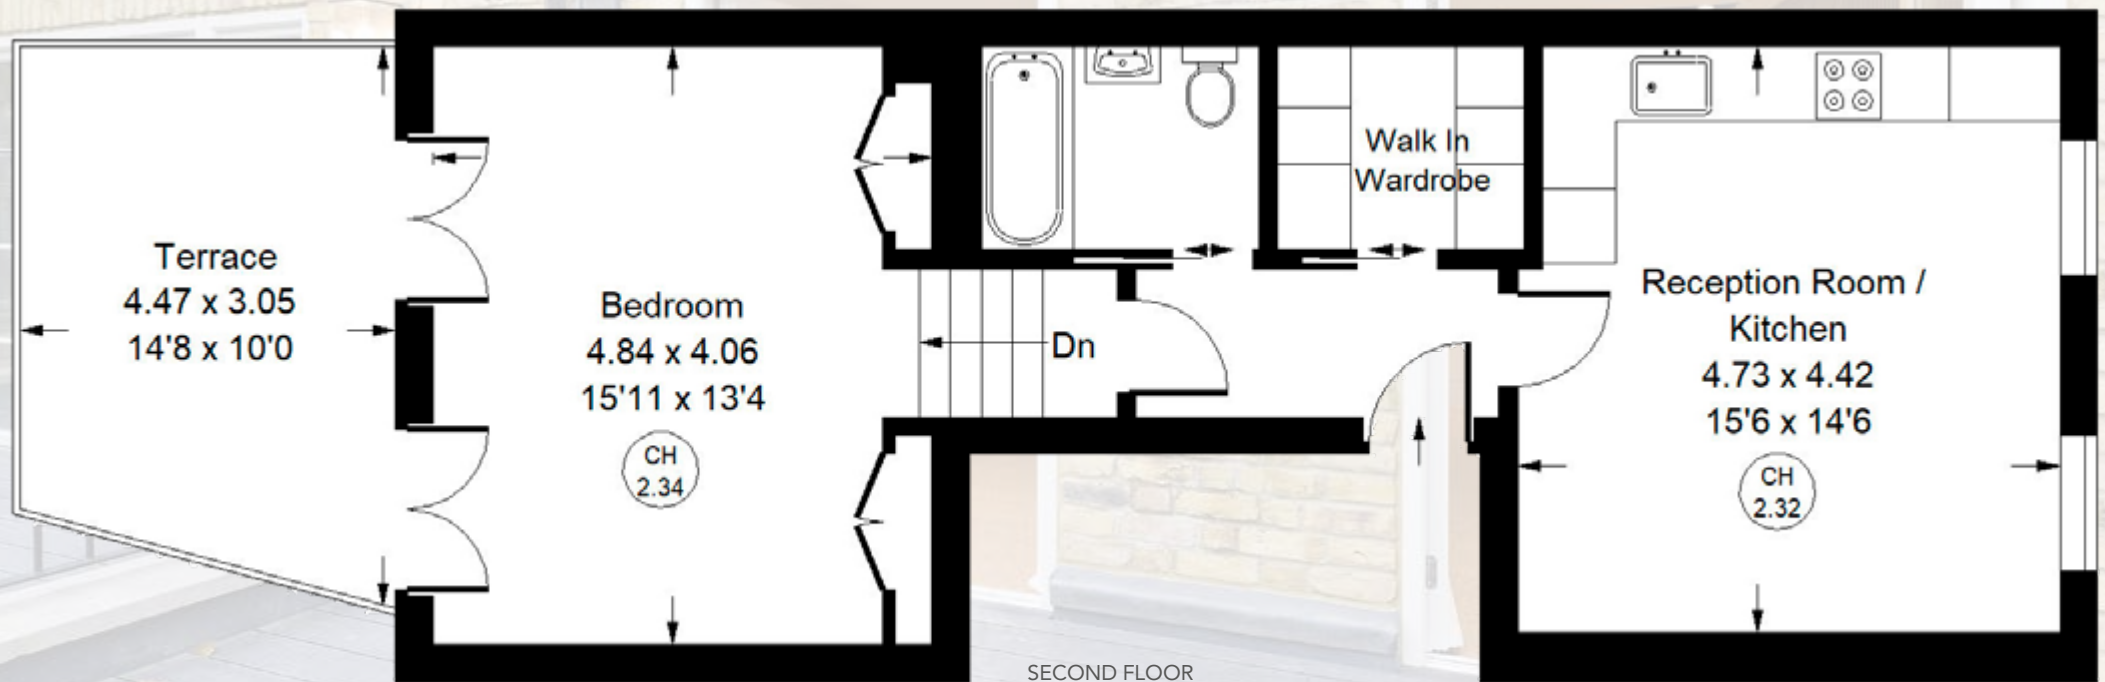 Terrace
4.47 x 3.05
14'8 x 10'0
Bedroom
4.84 x 4.06
15'11 x 13'4
CH
2.34
Dn
Walk In
Wardrobe
Reception Room /
Kitchen
4.73 x 4.42
15'6 x 14'6
CH
2.32
SECOND FLOOR